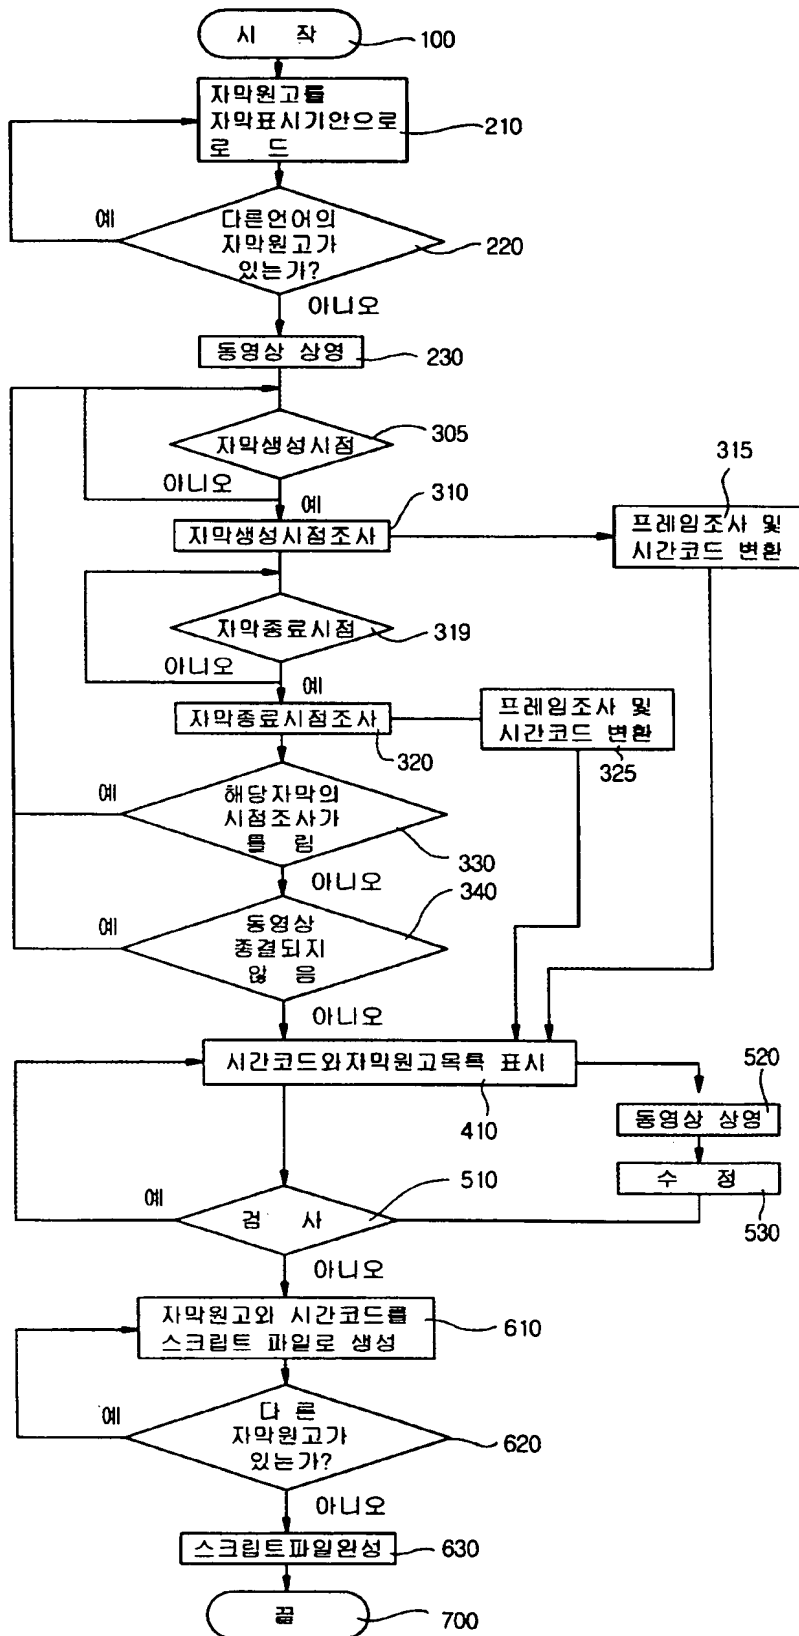 시 작
100
자막원고를
자막표시기안으로
로 드
210
예
다른언어의
자막원고가
있는가?
220
아니오
동영상 상영
230
자막생성시점
305
아니오
예
310
315
자막생성시점조사
프레임조사 및
시간코드 변환
자막종료시점
319
아니오
예
자막종료시점조사
320
프레임조사 및
시간코드 변환
325
예
해당자막의
시점조사가
틀 림
330
아니오
340
예
동영상
종결되지
않 음
아니오
시간코드와자막원고목록 표시
410
520
동영상 상영
수 정
530
510
예
검 사
아니오
자막원고와 시간코드를
스크립트 파일로 생성
610
예
다 른
자막원고가
있는가?
620
아니오
스크립트파일완성
630
끝
700